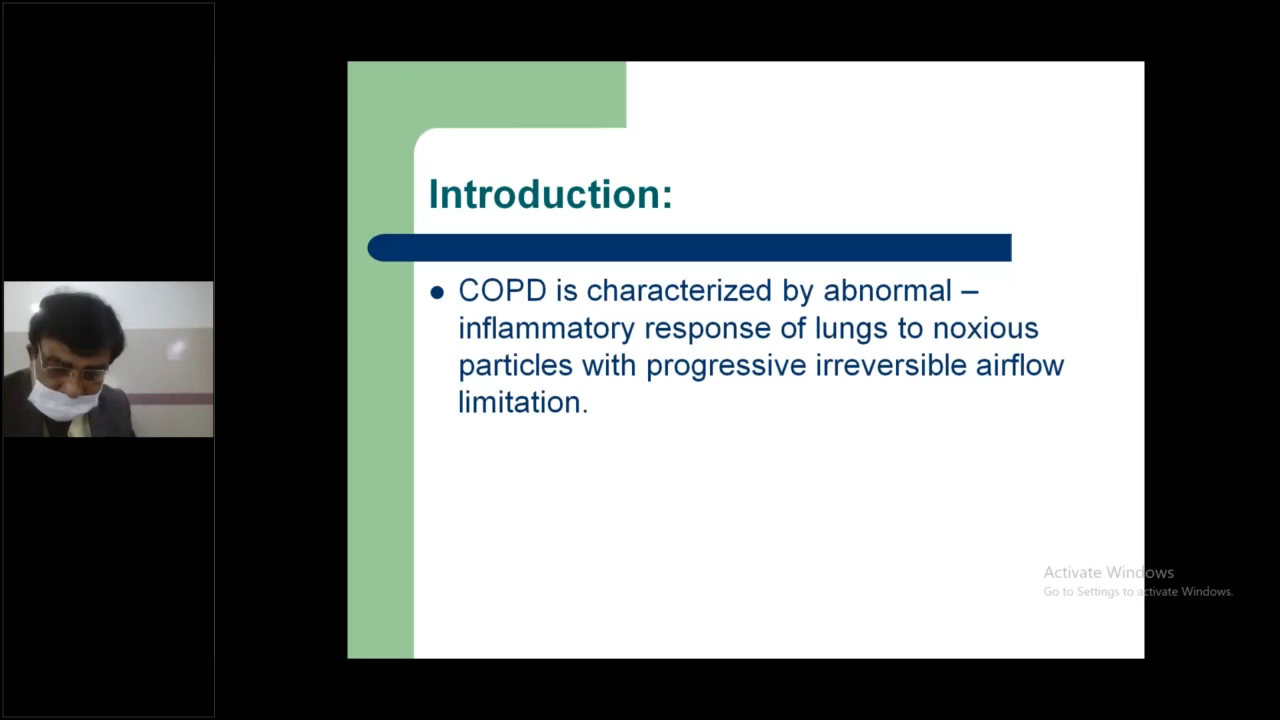 Introduction:
● COPD is characterized by abnormal –
inflammatory response of lungs to noxious
particles with progressive irreversible airflow
limitation.
Activate Windows
Go to Settings to activate Windows.